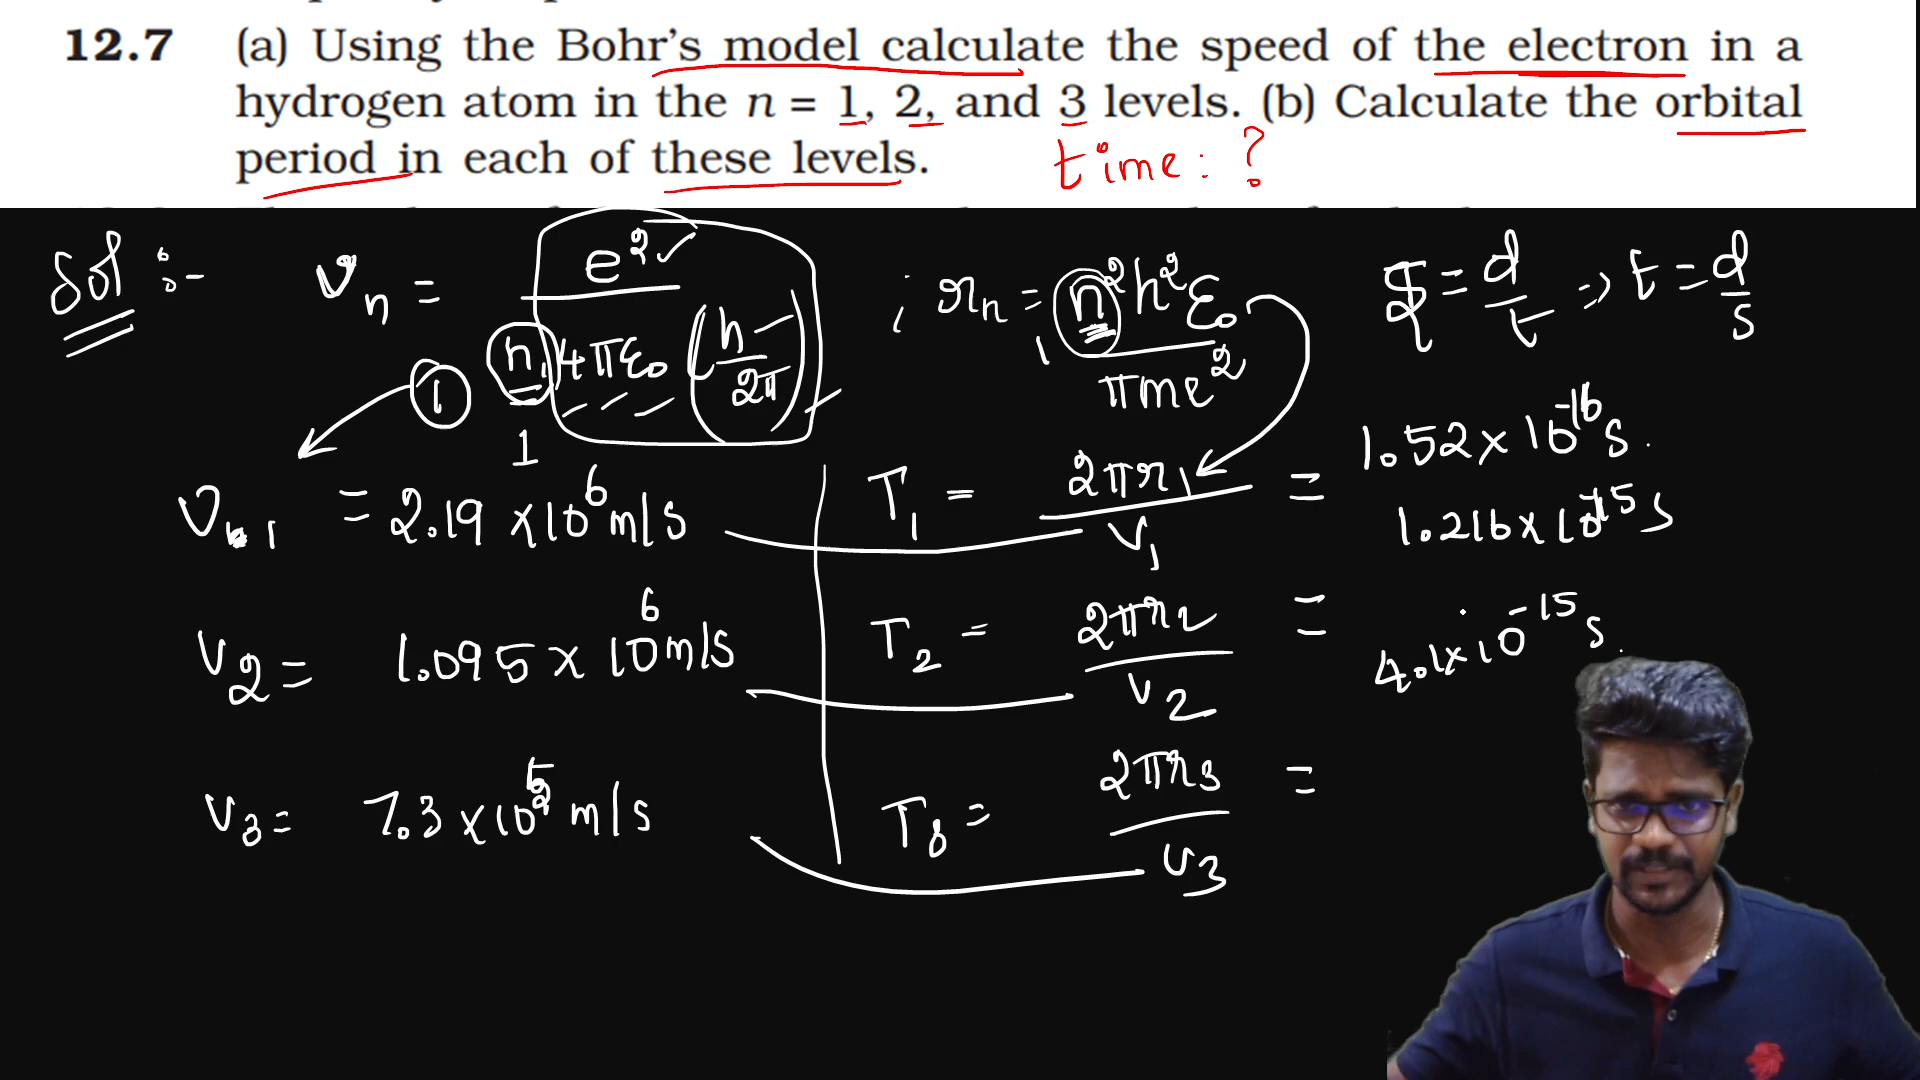 12.7 (a) Using the Bohr's model calculate the speed of the electron in a
hydrogen atom in the n = 1, 2, and 3 levels. (b) Calculate the orbital
period in each of these levels. time: ?
Sol :- vₙ = e² / n 4πε₀ (h/2π) ; rₙ = n²h²ε₀ / πme² S = d/t ⇒ t = d/s
① 1 1
v₁ = 2.19 × 10⁶ m/s T₁ = 2πr₁ / v₁ = 1.52 × 10⁻¹⁶ s.
1.216 × 10⁻¹⁵ s
v₂ = 1.095 × 10⁶ m/s T₂ = 2πr₂ / v₂ = 4.1 × 10⁻¹⁵ s.
v₃ = 7.3 × 10⁵ m/s T₃ = 2πr₃ / v₃ =